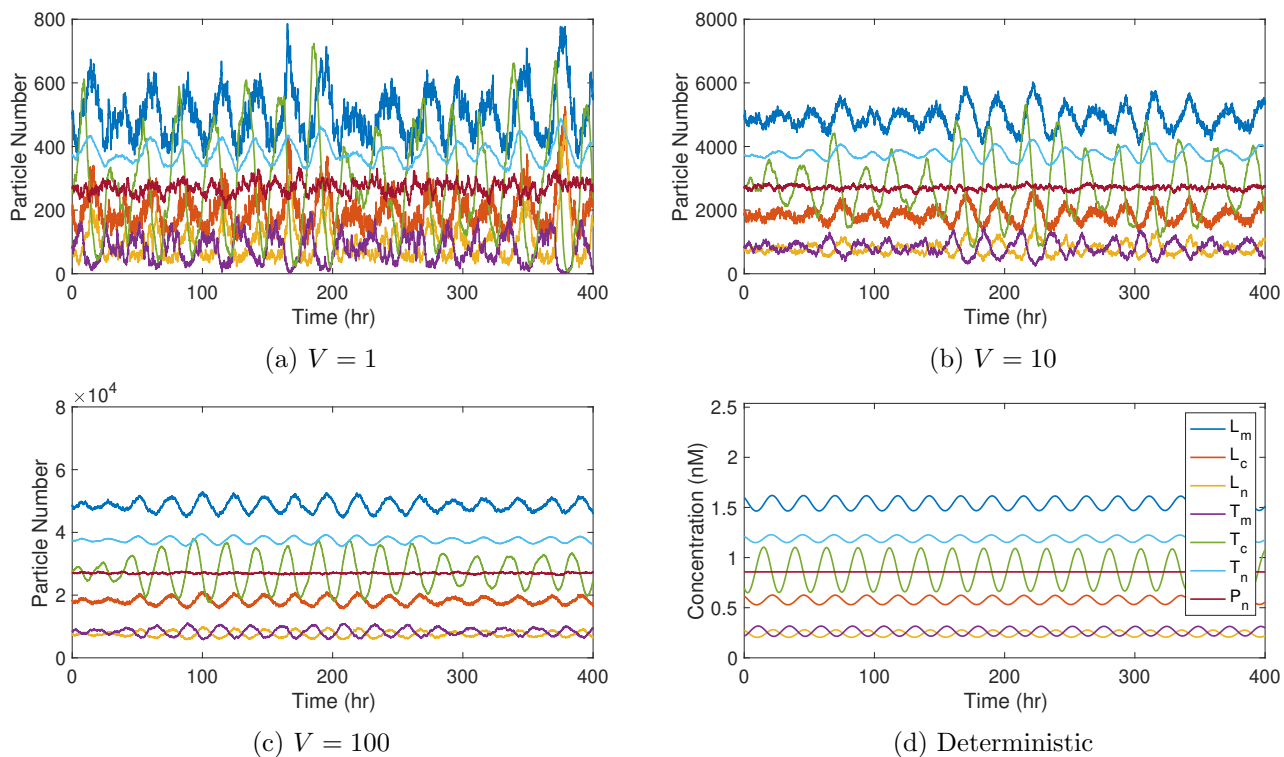 800
600
400
200
0
Particle Number
0 100 200 300 400
Time (hr)
(a) V = 1
8000
6000
4000
2000
0
Particle Number
0 100 200 300 400
Time (hr)
(b) V = 10
×10⁴
8
6
4
2
0
Particle Number
0 100 200 300 400
Time (hr)
(c) V = 100
2.5
2
1.5
1
0.5
0
Concentration (nM)
L_m
L_c
L_n
T_m
T_c
T_n
P_n
0 100 200 300 400
Time (hr)
(d) Deterministic